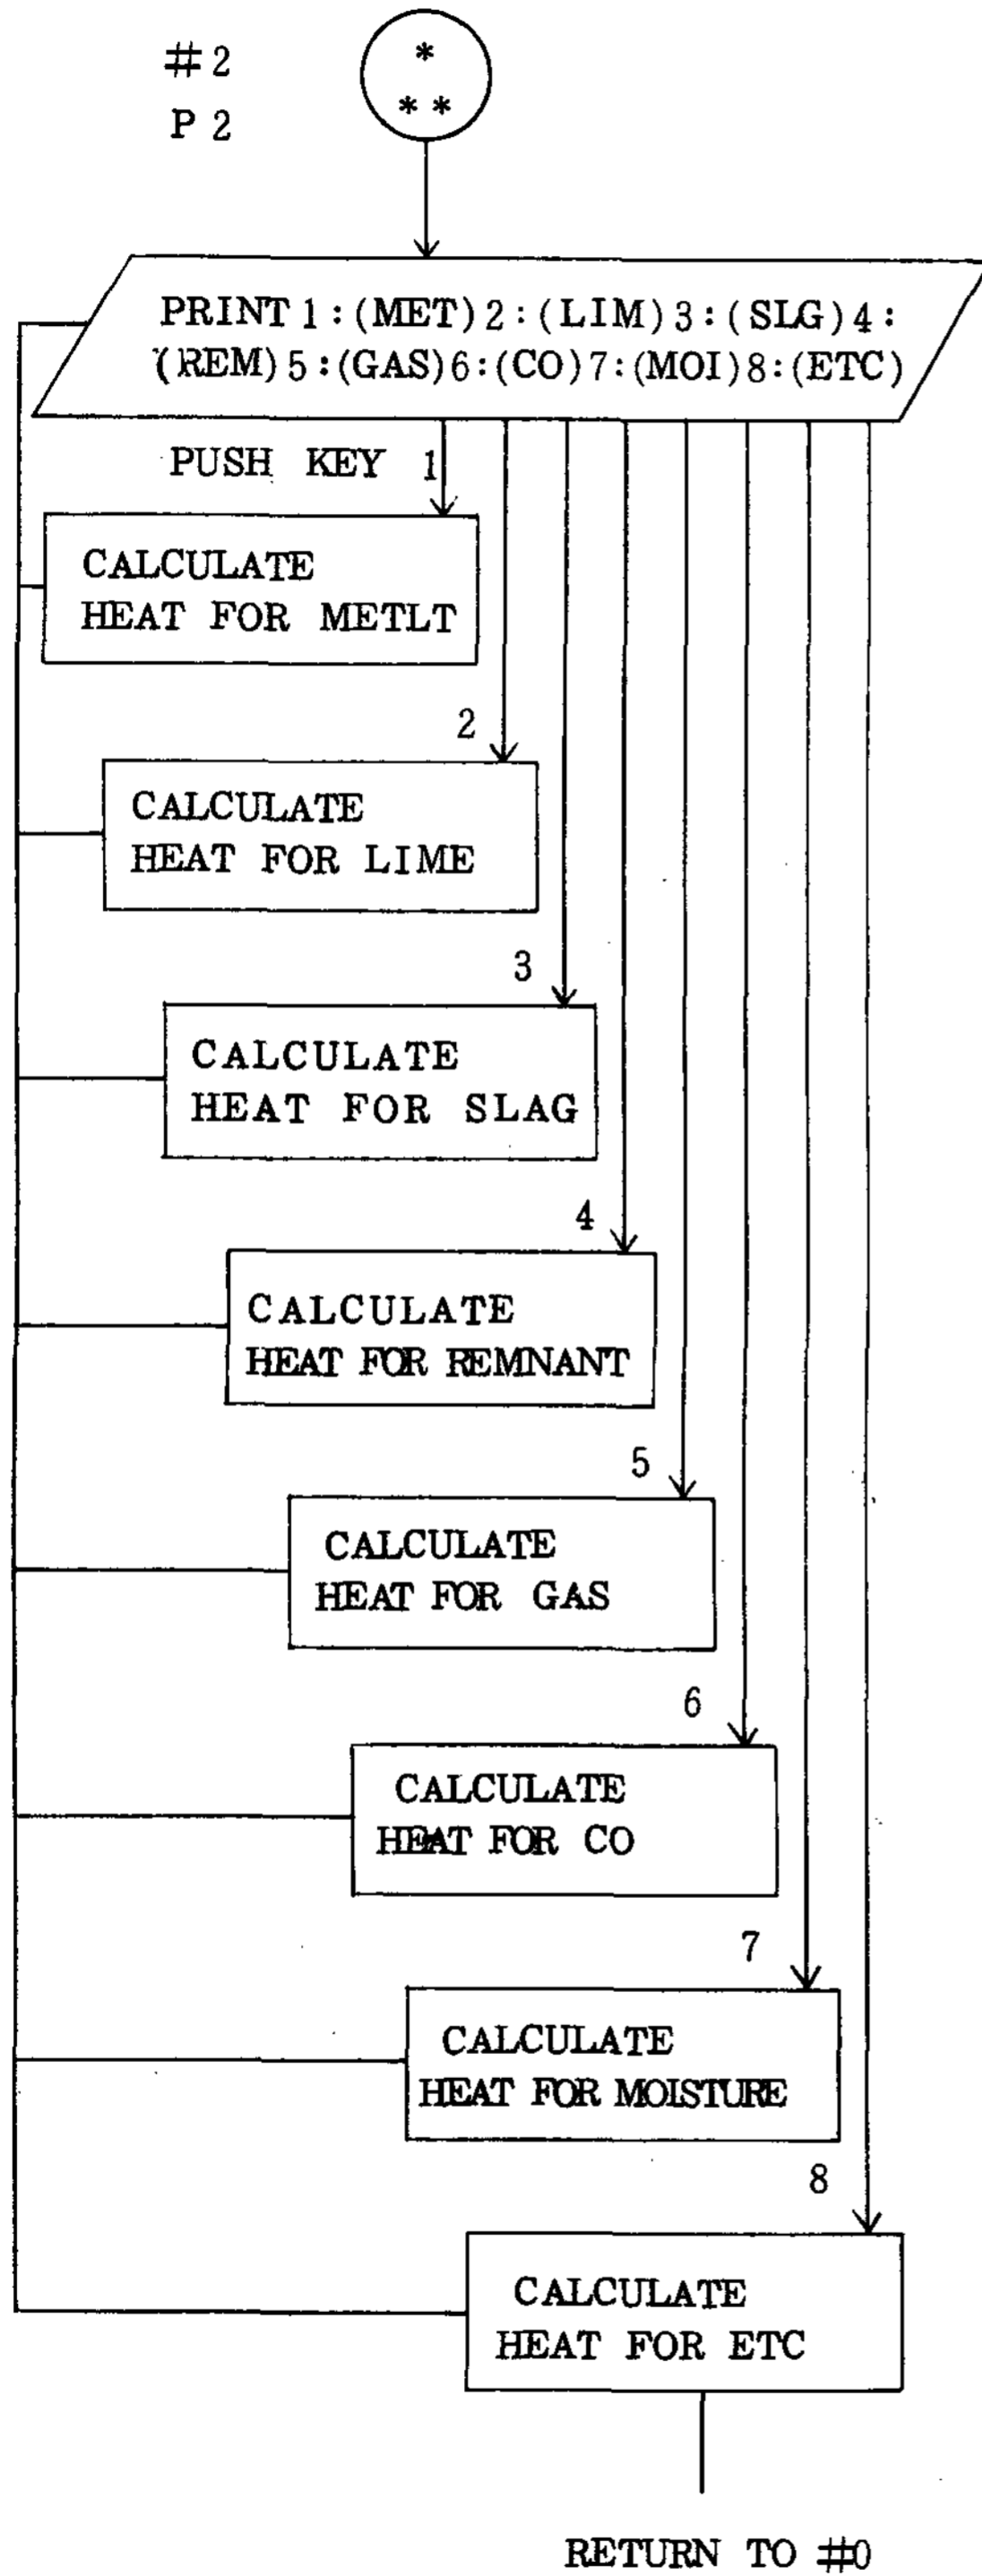 #2
P 2
*
**
PRINT 1:(MET) 2:(LIM) 3:(SLG) 4:
(REM) 5:(GAS) 6:(CO) 7:(MOI) 8:(ETC)
PUSH KEY 1
CALCULATE
HEAT FOR METLT
2
CALCULATE
HEAT FOR LIME
3
CALCULATE
HEAT FOR SLAG
4
CALCULATE
HEAT FOR REMNANT
5
CALCULATE
HEAT FOR GAS
6
CALCULATE
HEAT FOR CO
7
CALCULATE
HEAT FOR MOISTURE
8
CALCULATE
HEAT FOR ETC
RETURN TO #0